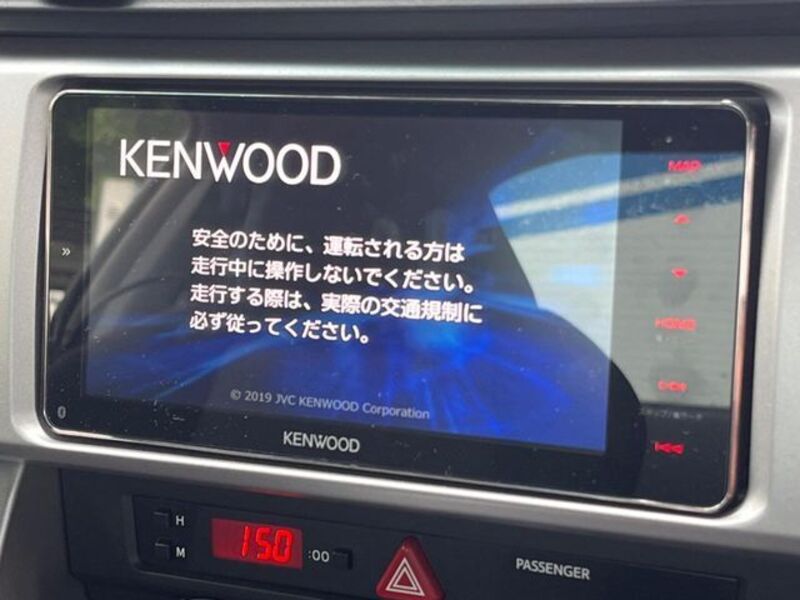 KENWOOD
安全のために、運転される方は
走行中に操作しないでください。
走行する際は、実際の交通規制に
必ず従ってください。
© 2019 JVC KENWOOD Corporation
KENWOOD
MAP
HOME
H
M
150
:00
PASSENGER